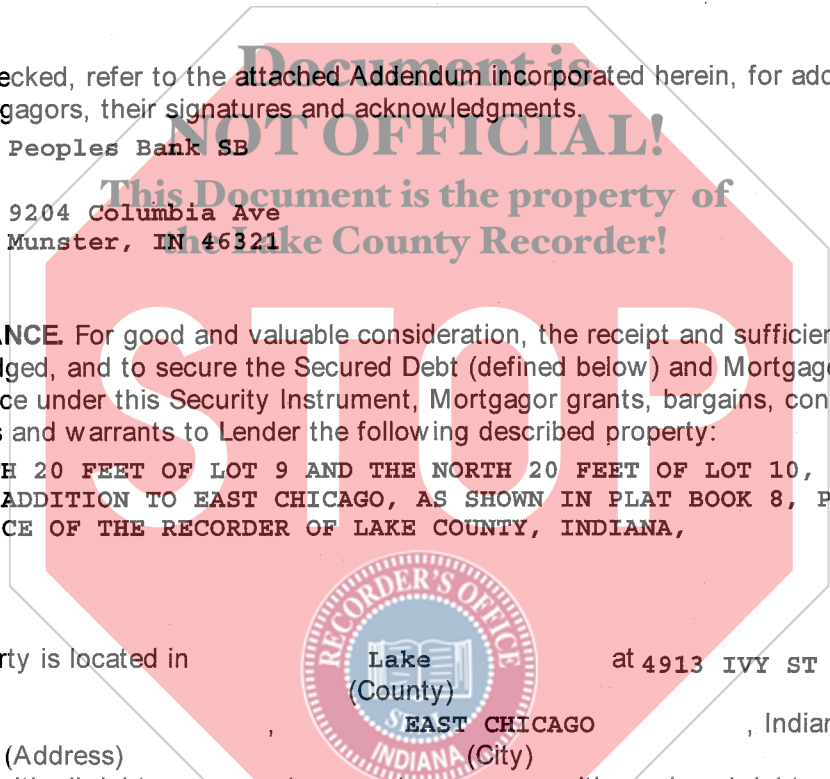 Document is
ecked, refer to the attached Addendum incorporated herein, for add
gagors, their signatures and acknowledgments.
NOT OFFICIAL!
Peoples Bank SB
This Document is the property of
9204 Columbia Ave
the Lake County Recorder!
Munster, IN 46321
STOP
ANCE. For good and valuable consideration, the receipt and sufficien
dged, and to secure the Secured Debt (defined below) and Mortgago
ce under this Security Instrument, Mortgagor grants, bargains, con
s and warrants to Lender the following described property:
H 20 FEET OF LOT 9 AND THE NORTH 20 FEET OF LOT 10,
ADDITION TO EAST CHICAGO, AS SHOWN IN PLAT BOOK 8, P
CE OF THE RECORDER OF LAKE COUNTY, INDIANA,
RECORDER'S OFFICE
rty is located in Lake at 4913 IVY ST
(County)
SEAL
, EAST CHICAGO , Indian
INDIANA
(Address) (City)